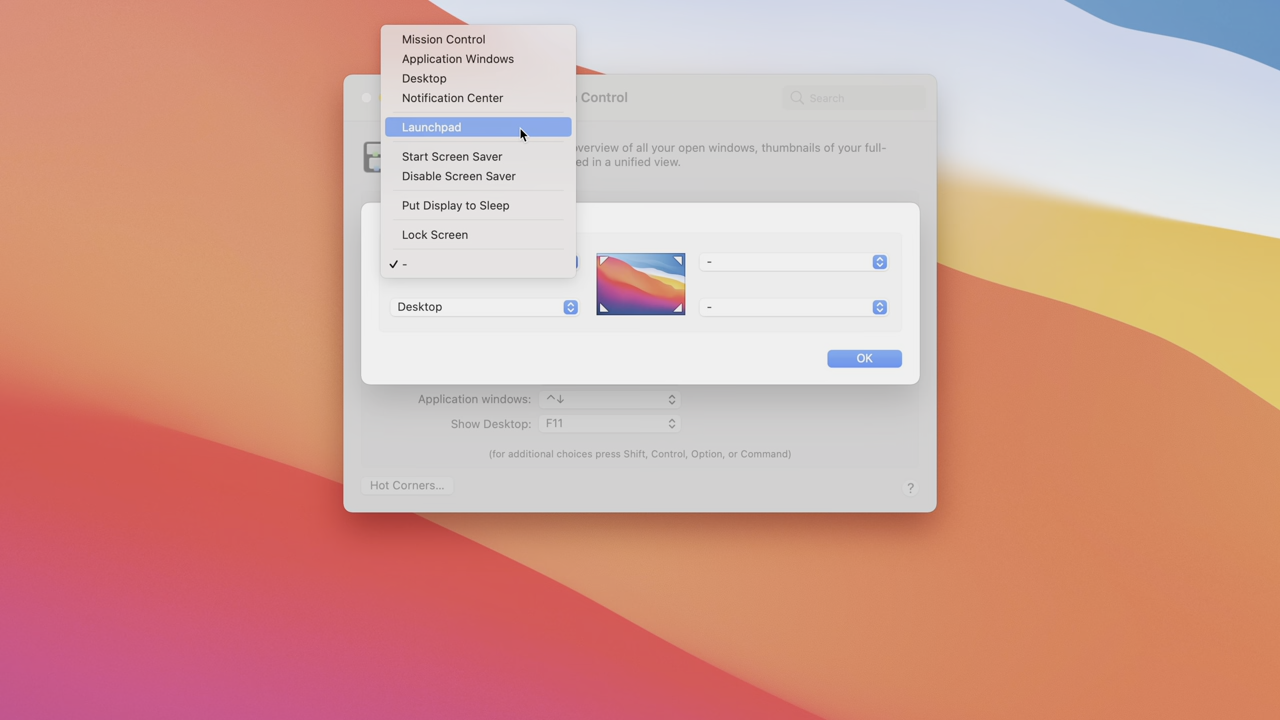 Mission Control
Application Windows
Desktop
Notification Center
Launchpad
Start Screen Saver
Disable Screen Saver
Put Display to Sleep
Lock Screen
✓ -
Control
Search
overview of all your open windows, thumbnails of your full-
ed in a unified view.
-
Desktop
-
OK
Application windows: ^↓
Show Desktop: F11
(for additional choices press Shift, Control, Option, or Command)
Hot Corners...
?